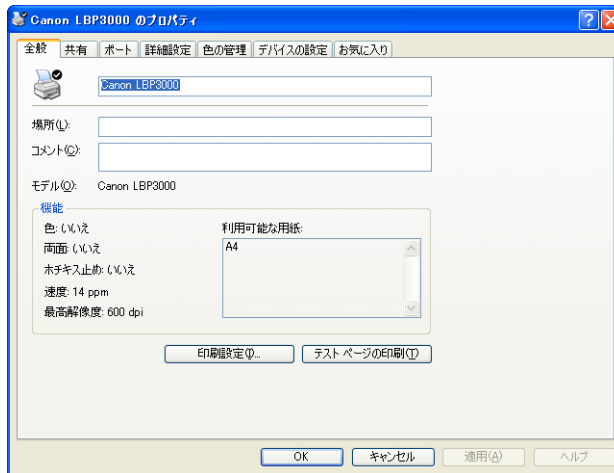 Canon LBP3000 のプロパティ
全般 共有 ポート 詳細設定 色の管理 デバイスの設定 お気に入り
Canon LBP3000
場所(L):
コメント(C):
モデル(O): Canon LBP3000
機能
色: いいえ
利用可能な用紙:
両面: いいえ
A4
ホチキス止め: いいえ
速度: 14 ppm
最高解像度: 600 dpi
印刷設定(I)... テスト ページの印刷(T)
OK キャンセル 適用(A) ヘルプ